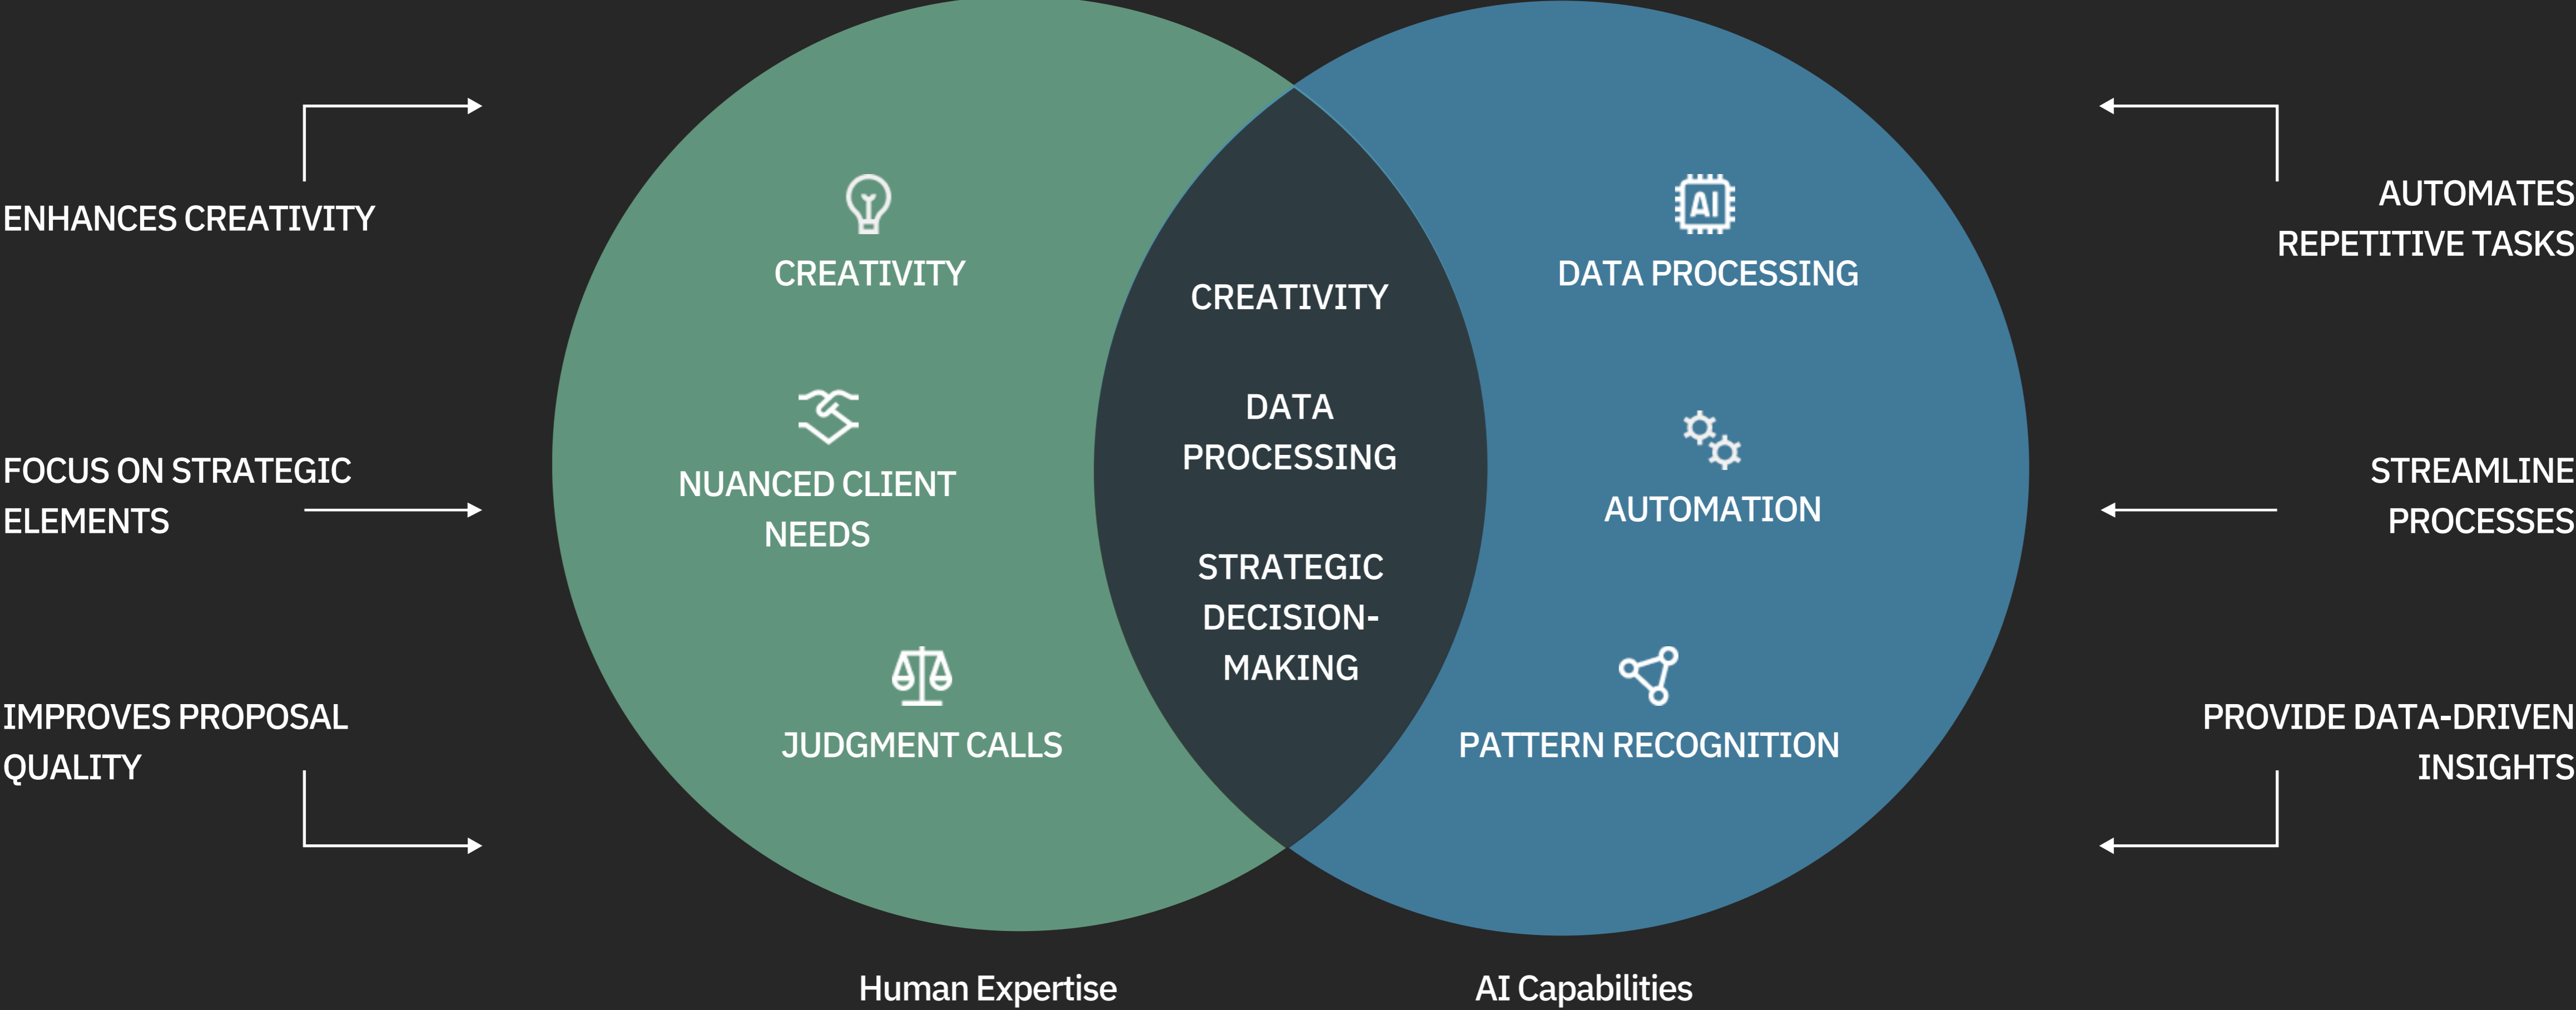 ENHANCES CREATIVITY
FOCUS ON STRATEGIC
ELEMENTS
IMPROVES PROPOSAL
QUALITY
CREATIVITY
NUANCED CLIENT
NEEDS
JUDGMENT CALLS
CREATIVITY
DATA
PROCESSING
STRATEGIC
DECISION-
MAKING
AI
DATA PROCESSING
AUTOMATION
PATTERN RECOGNITION
AUTOMATES
REPETITIVE TASKS
STREAMLINE
PROCESSES
PROVIDE DATA-DRIVEN
INSIGHTS
Human Expertise
AI Capabilities